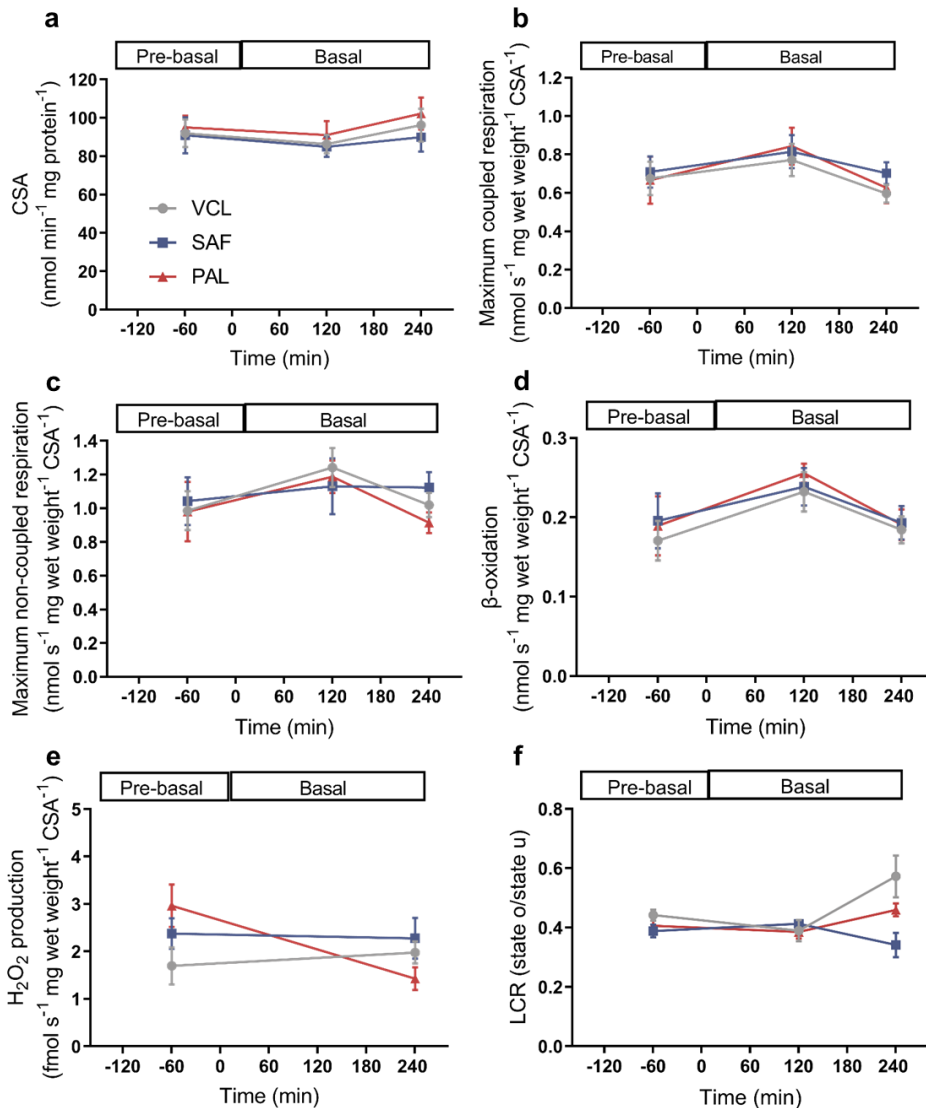 a
Pre-basal Basal
CSA
(nmol min⁻¹ mg protein⁻¹)
120
100
80
60
40
20
0
VCL
SAF
PAL
-120 -60 0 60 120 180 240
Time (min)
b
Pre-basal Basal
Maximum coupled respiration
(nmol s⁻¹ mg wet weight⁻¹ CSA⁻¹)
1.2
1.0
0.8
0.6
0.4
0.2
0.0
-120 -60 0 60 120 180 240
Time (min)
c
Pre-basal Basal
Maximum non-coupled respiration
(nmol s⁻¹ mg wet weight⁻¹ CSA⁻¹)
1.4
1.2
1.0
0.8
0.6
0.4
0.2
0.0
-120 -60 0 60 120 180 240
Time (min)
d
Pre-basal Basal
β-oxidation
(nmol s⁻¹ mg wet weight⁻¹ CSA⁻¹)
0.3
0.2
0.1
0.0
-120 -60 0 60 120 180 240
Time (min)
e
Pre-basal Basal
H₂O₂ production
(fmol s⁻¹ mg wet weight⁻¹ CSA⁻¹)
5
4
3
2
1
0
-120 -60 0 60 120 180 240
Time (min)
f
Pre-basal Basal
LCR (state o/state u)
0.8
0.6
0.4
0.2
0.0
-120 -60 0 60 120 180 240
Time (min)